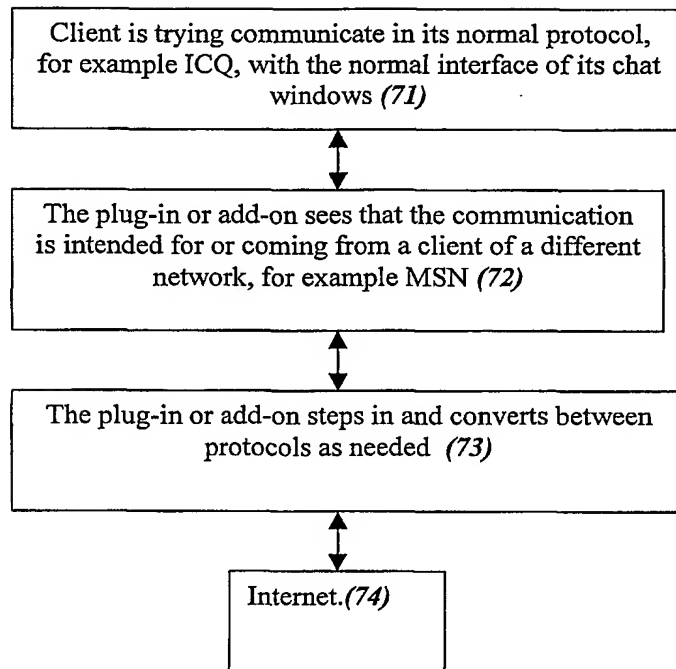 Client is trying communicate in its normal protocol,
for example ICQ, with the normal interface of its chat
windows (71)
The plug-in or add-on sees that the communication
is intended for or coming from a client of a different
network, for example MSN (72)
The plug-in or add-on steps in and converts between
protocols as needed (73)
Internet.(74)